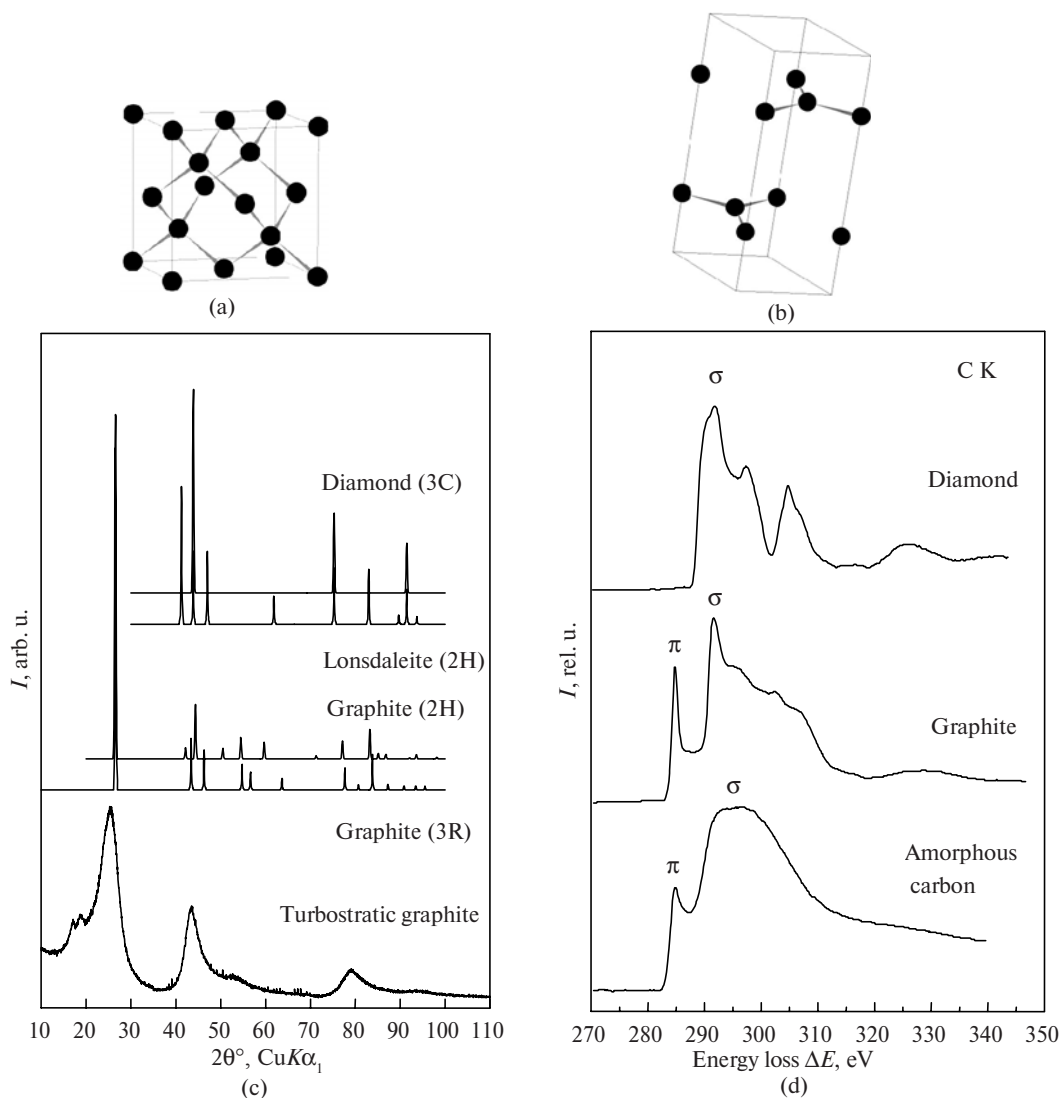 (a)
(b)
I, arb. u.
Diamond (3C)
Lonsdaleite (2H)
Graphite (2H)
Graphite (3R)
Turbostratic graphite
10 20 30 40 50 60 70 80 90 100 110
2θ°, CuKα₁
(c)
I, rel. u.
C K
σ
Diamond
σ
π
Graphite
σ
π
Amorphous
carbon
270 280 290 300 310 320 330 340 350
Energy loss ΔE, eV
(d)